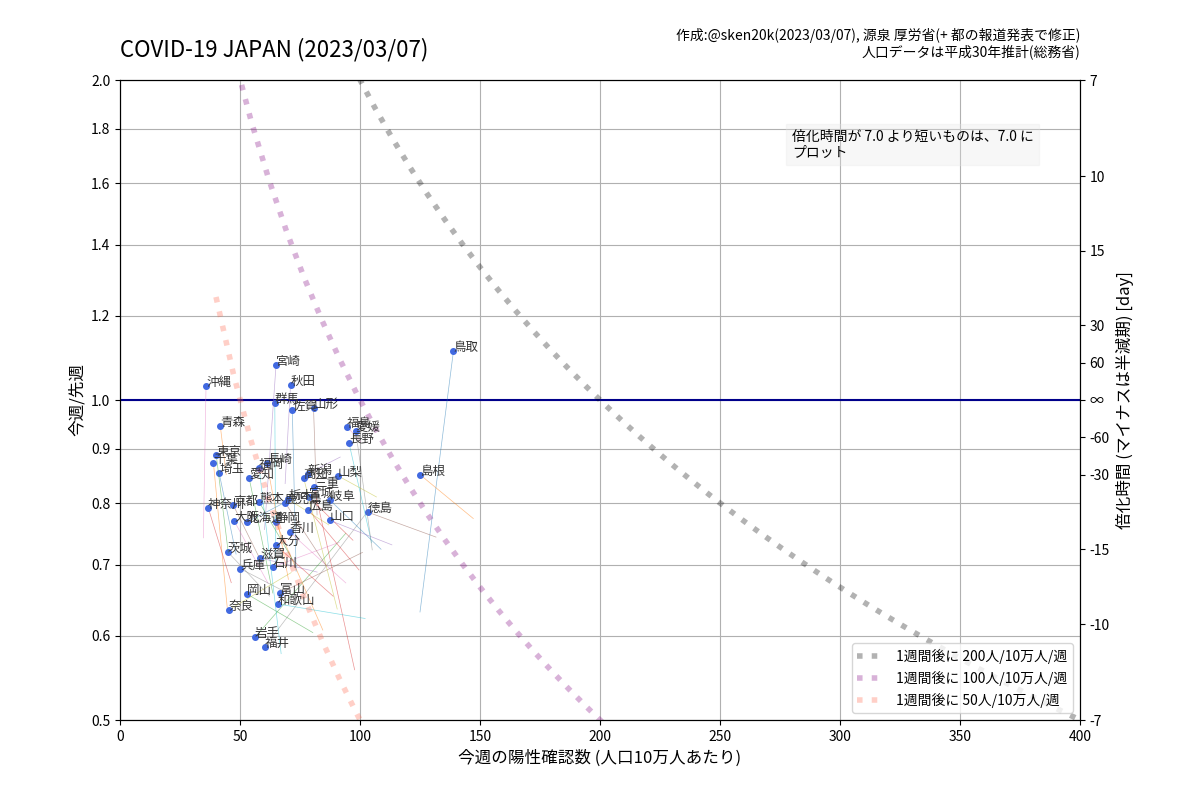 COVID-19 JAPAN (2023/03/07)
作成:@sken20k(2023/03/07), 源泉 厚労省(+ 都の報道発表で修正)
人口データは平成30年推計(総務省)
倍化時間が 7.0 より短いものは、7.0 に
プロット
今週/先週
2.0
1.8
1.6
1.4
1.2
1.0
0.9
0.8
0.7
0.6
0.5
7
10
15
30
60
∞
-60
-30
-15
-10
-7
倍化時間 (マイナスは半減期) [day]
鳥取
宮崎
沖縄
秋田
群馬
佐賀
山形
青森
福島
愛媛
長野
東京
千葉
埼玉
長崎
福岡
愛知
新潟
高知
山梨
島根
三重
宮城
栃木
岐阜
熊本
鹿児島
京都
神奈川
広島
徳島
大阪
北海道
静岡
山口
香川
大分
茨城
滋賀
兵庫
石川
岡山
富山
和歌山
奈良
岩手
福井
1週間後に 200人/10万人/週
1週間後に 100人/10万人/週
1週間後に 50人/10万人/週
0 50 100 150 200 250 300 350 400
今週の陽性確認数 (人口10万人あたり)